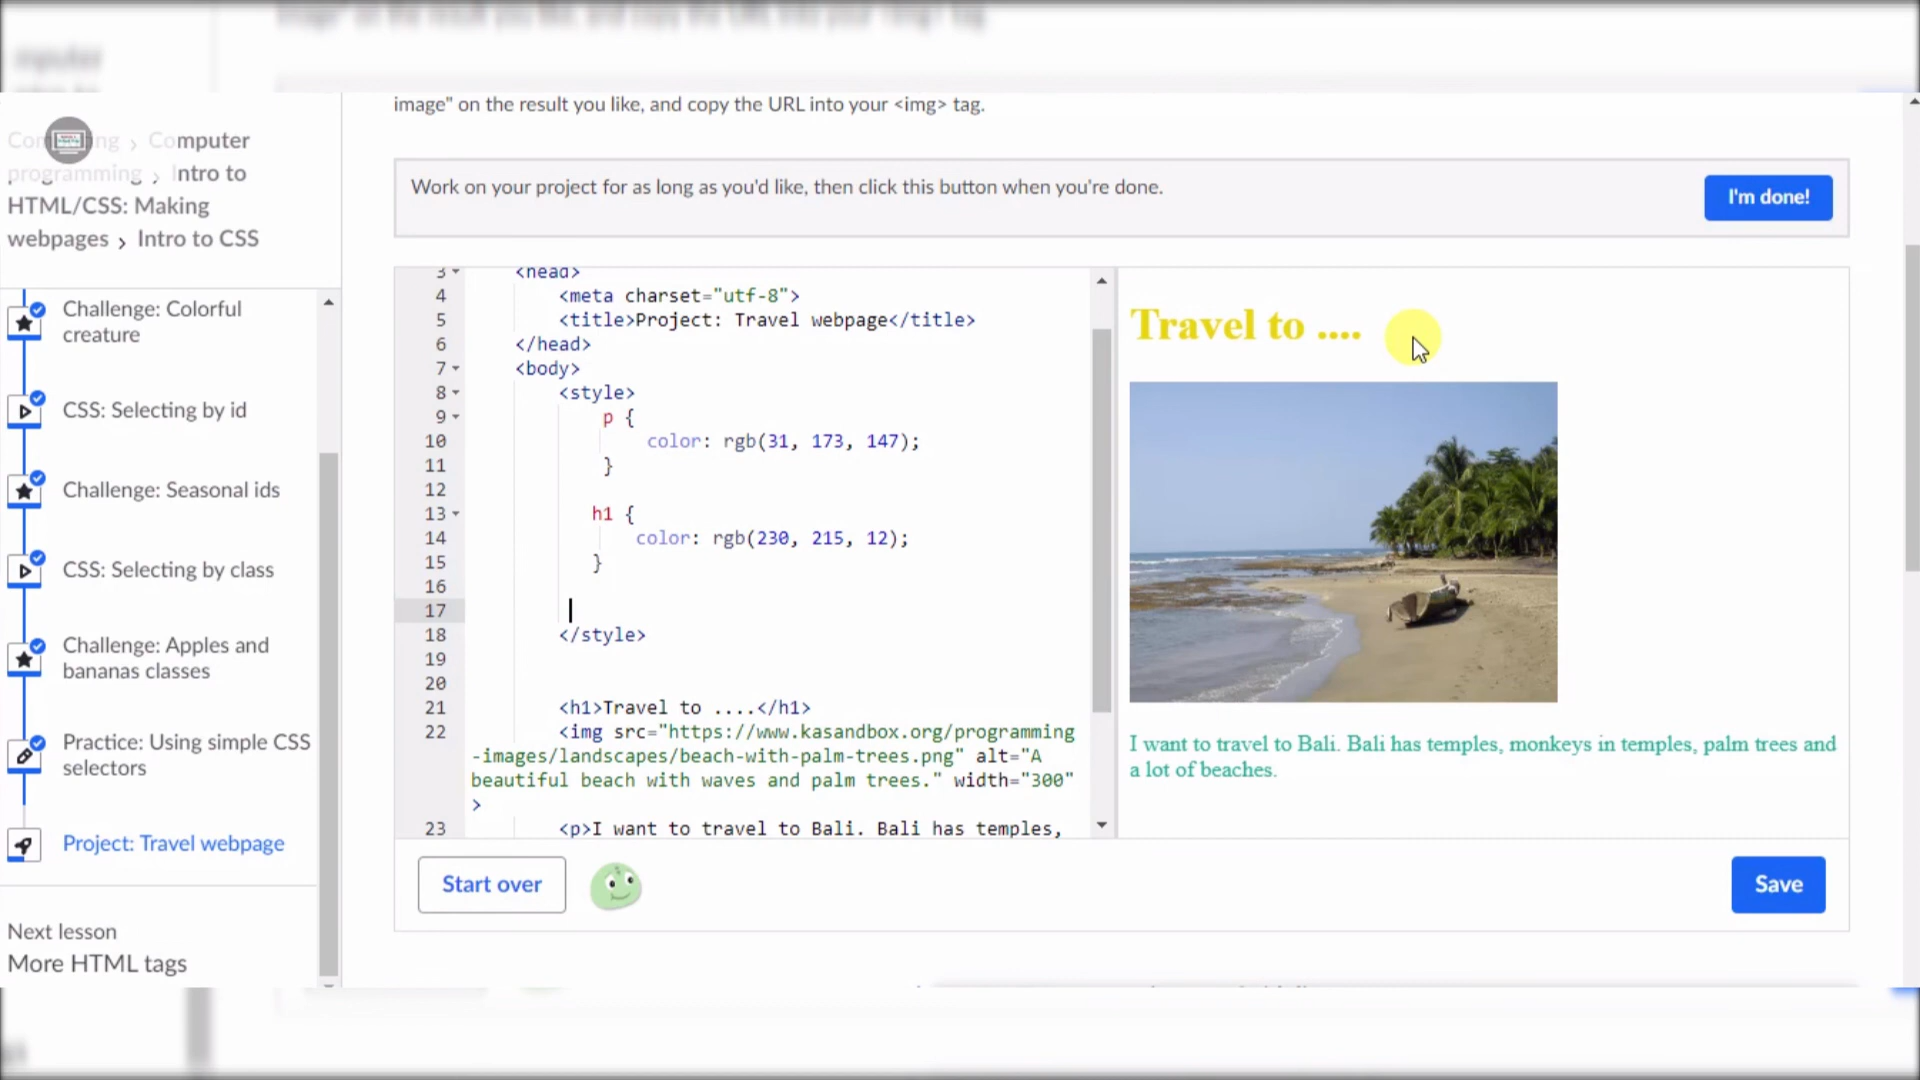 image" on the result you like, and copy the URL into your <img> tag.
Computing › Computer
programming › Intro to
HTML/CSS: Making
webpages › Intro to CSS
Work on your project for as long as you'd like, then click this button when you're done.
I'm done!
Challenge: Colorful
creature
CSS: Selecting by id
Challenge: Seasonal ids
CSS: Selecting by class
Challenge: Apples and
bananas classes
Practice: Using simple CSS
selectors
Project: Travel webpage
Next lesson
More HTML tags
3 <head>
4 <meta charset="utf-8">
5 <title>Project: Travel webpage</title>
6 </head>
7 <body>
8 <style>
9 p {
10 color: rgb(31, 173, 147);
11 }
12
13 h1 {
14 color: rgb(230, 215, 12);
15 }
16
17
18 </style>
19
20
21 <h1>Travel to ....</h1>
22 <img src="https://www.kasandbox.org/programming
-images/landscapes/beach-with-palm-trees.png" alt="A
beautiful beach with waves and palm trees." width="300"
>
23 <p>I want to travel to Bali. Bali has temples,
Travel to ....
I want to travel to Bali. Bali has temples, monkeys in temples, palm trees and
a lot of beaches.
Start over
Save